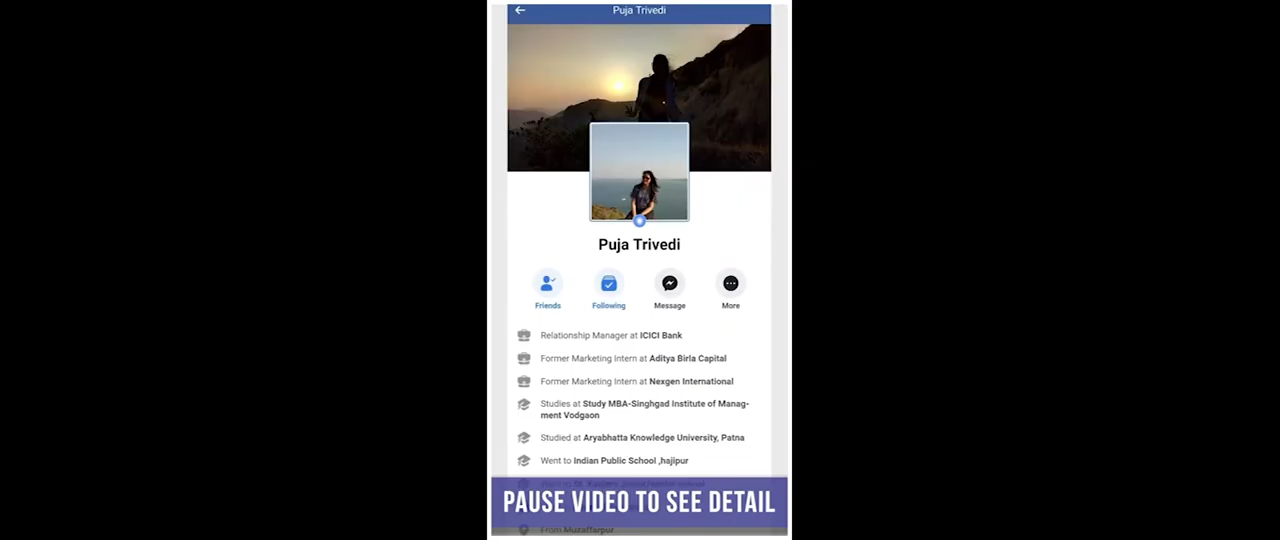 Puja Trivedi
Puja Trivedi
Friends Following Message More
Relationship Manager at ICICI Bank
Former Marketing Intern at Aditya Birla Capital
Former Marketing Intern at Nexgen International
Studies at Study MBA-Singhgad Institute of Manag-
ment Vodgaon
Studied at Aryabhatta Knowledge University, Patna
Went to Indian Public School ,hajipur
PAUSE VIDEO TO SEE DETAIL
From Muzaffarpur